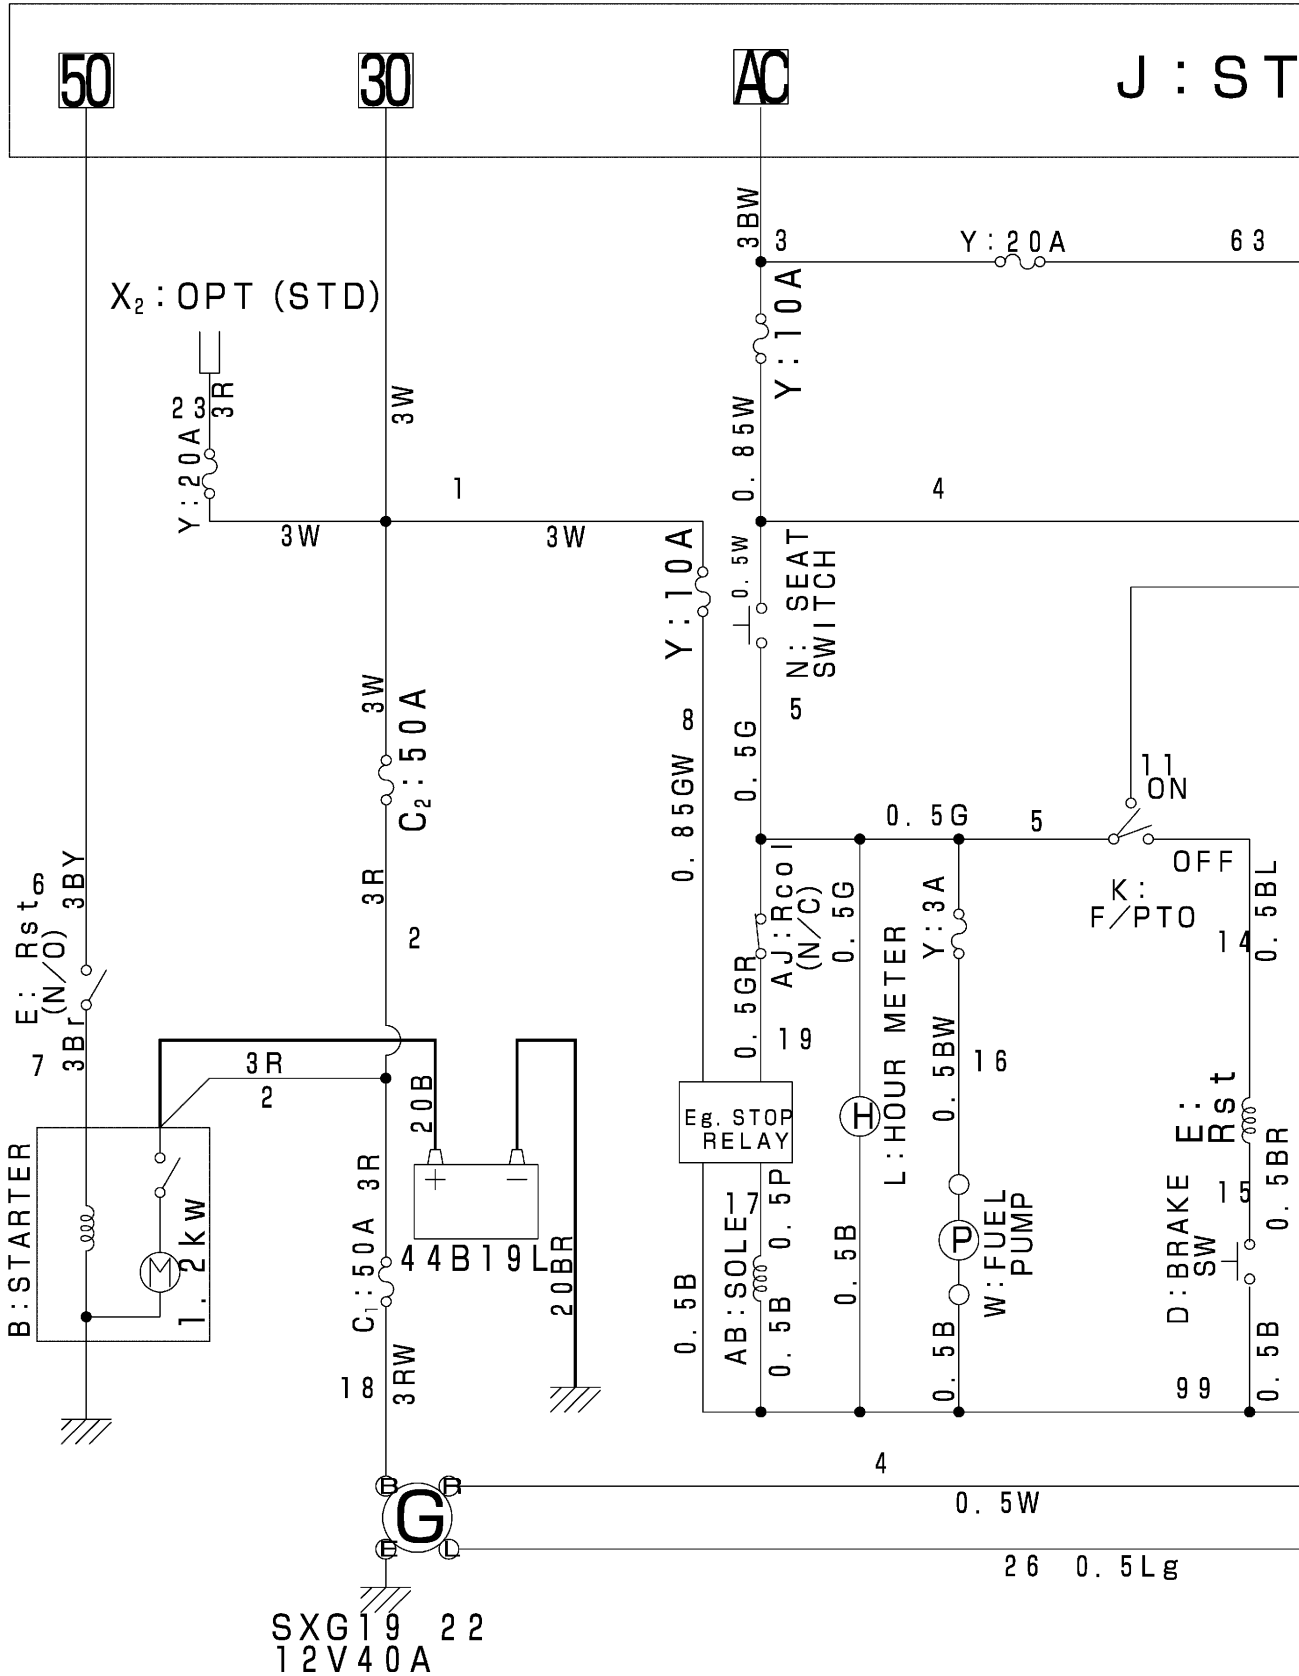 50
30
AC
J:ST
3BW
3
Y:20A
63
X₂:OPT (STD)
Y:10A
3R
23
3W
Y:20A
0.85W
1
4
3W
3W
Y:10A
0.5W
N: SEAT
SWITCH
3W
C₂:50A
8
5
0.5G
0.85GW
11
ON
0.5G
5
OFF
K:
F/PTO
6
3BY
E: Rst
(N/O)
3R
2
AJ:Rcol
(N/C)
0.5G
Y:3A
14
0.5BL
0.5GR
19
L:HOUR METER
0.5BW
16
7
3Br
3R
2
20B
Eg. STOP
RELAY
H
E:
Rst
B:STARTER
3R
+
−
17
0.5P
15
0.5BR
M
1.2kW
44B19L
20BR
C₁:50A
AB:SOLE
0.5B
0.5B
0.5B
P
W:FUEL
PUMP
D:BRAKE
SW
0.5B
0.5B
18
3RW
99
4
B
R
G
0.5W
E
L
26 0.5Lg
SXG19 22
12V40A